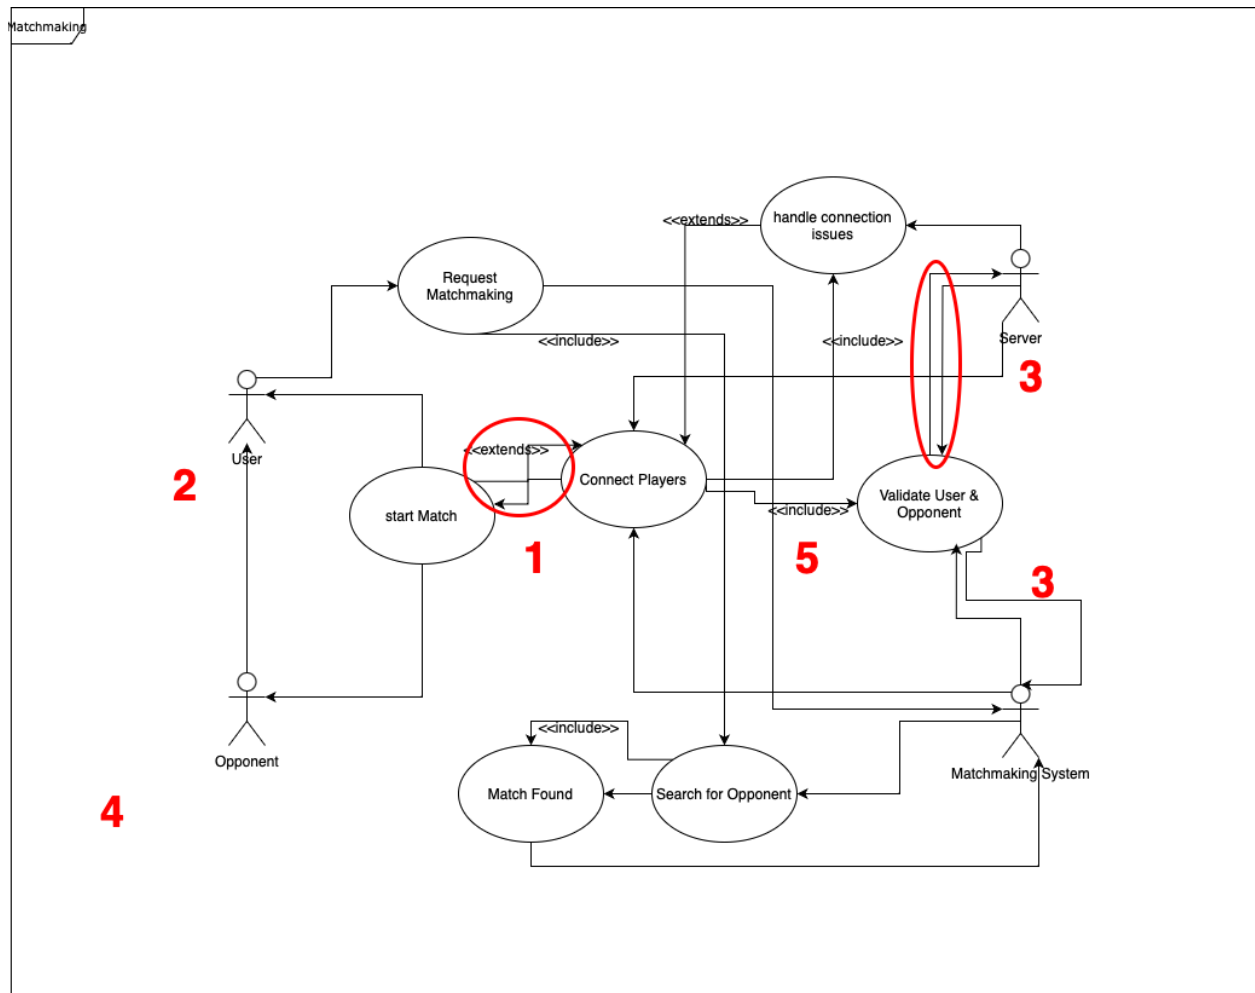 Matchmaking
<<extends>>
handle connection
issues
Request
Matchmaking
<<include>>
<<include>>
Server
3
<<extends>>
User
2
Connect Players
Validate User &
Opponent
start Match
<<include>>
1
5
3
Opponent
<<include>>
Matchmaking System
Match Found
Search for Opponent
4